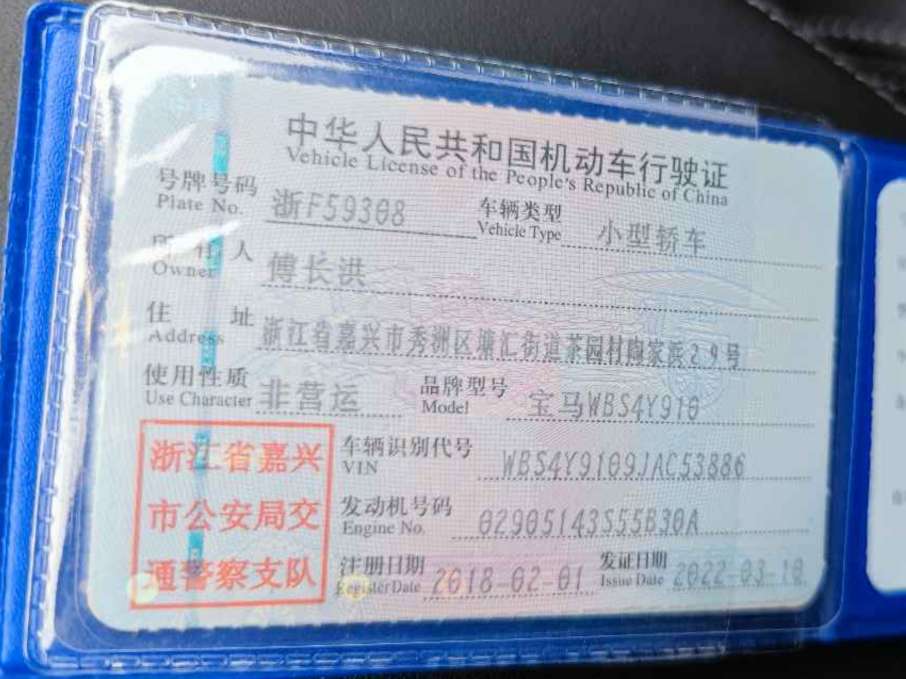 中华人民共和国机动车行驶证
Vehicle License of the People's Republic of China
号牌号码 浙F59308 车辆类型 小型轿车
Plate No. Vehicle Type
所有人 傅长洪
Owner
住址 浙江省嘉兴市秀洲区塘汇街道茶园村陶家浜29号
Address
使用性质 非营运 品牌型号 宝马WBS4Y910
Use Character Model
浙江省嘉兴
市公安局交
通警察支队
车辆识别代号 WBS4Y9109JAC53886
VIN
发动机号码 02905143S55B30A
Engine No.
注册日期 2018-02-01 发证日期 2022-03-10
Register Date Issue Date